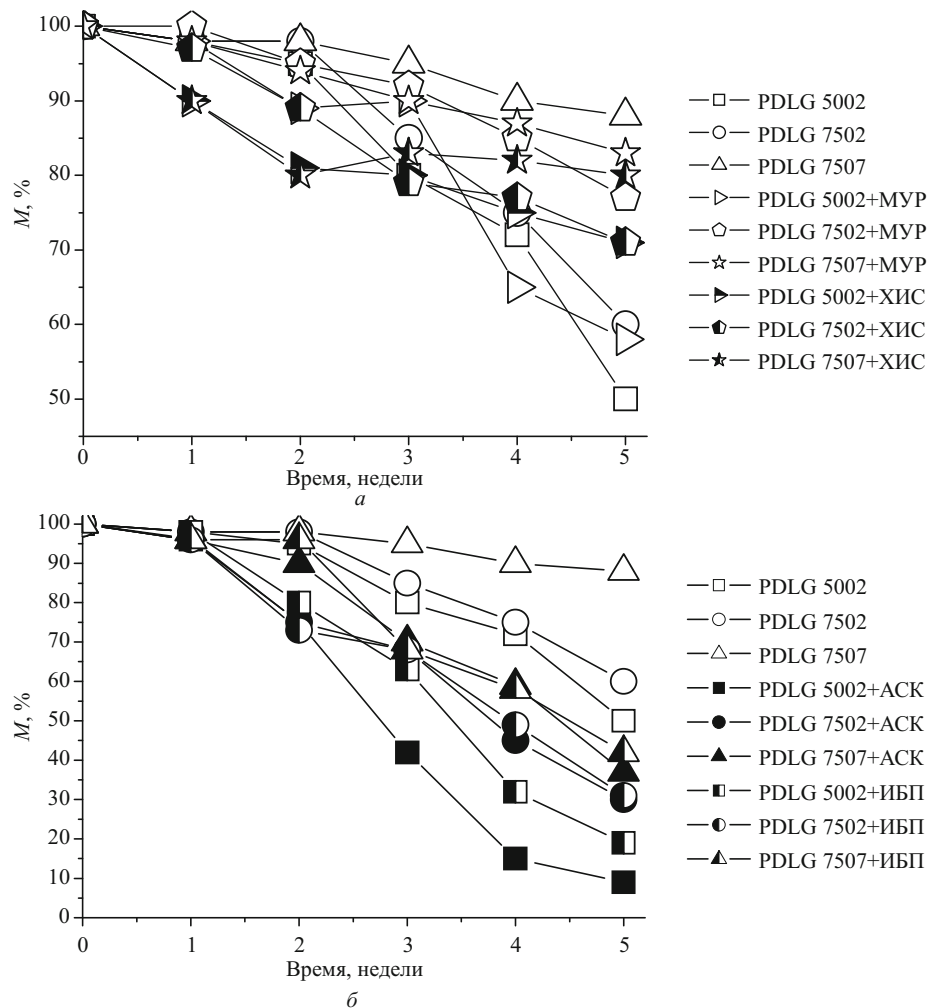 100
90
80
70
60
50
M, %
0 1 2 3 4 5
Время, недели
а
PDLG 5002
PDLG 7502
PDLG 7507
PDLG 5002+МУР
PDLG 7502+МУР
PDLG 7507+МУР
PDLG 5002+ХИС
PDLG 7502+ХИС
PDLG 7507+ХИС
100
90
80
70
60
50
40
30
20
10
0
M, %
0 1 2 3 4 5
Время, недели
б
PDLG 5002
PDLG 7502
PDLG 7507
PDLG 5002+АСК
PDLG 7502+АСК
PDLG 7507+АСК
PDLG 5002+ИБП
PDLG 7502+ИБП
PDLG 7507+ИБП